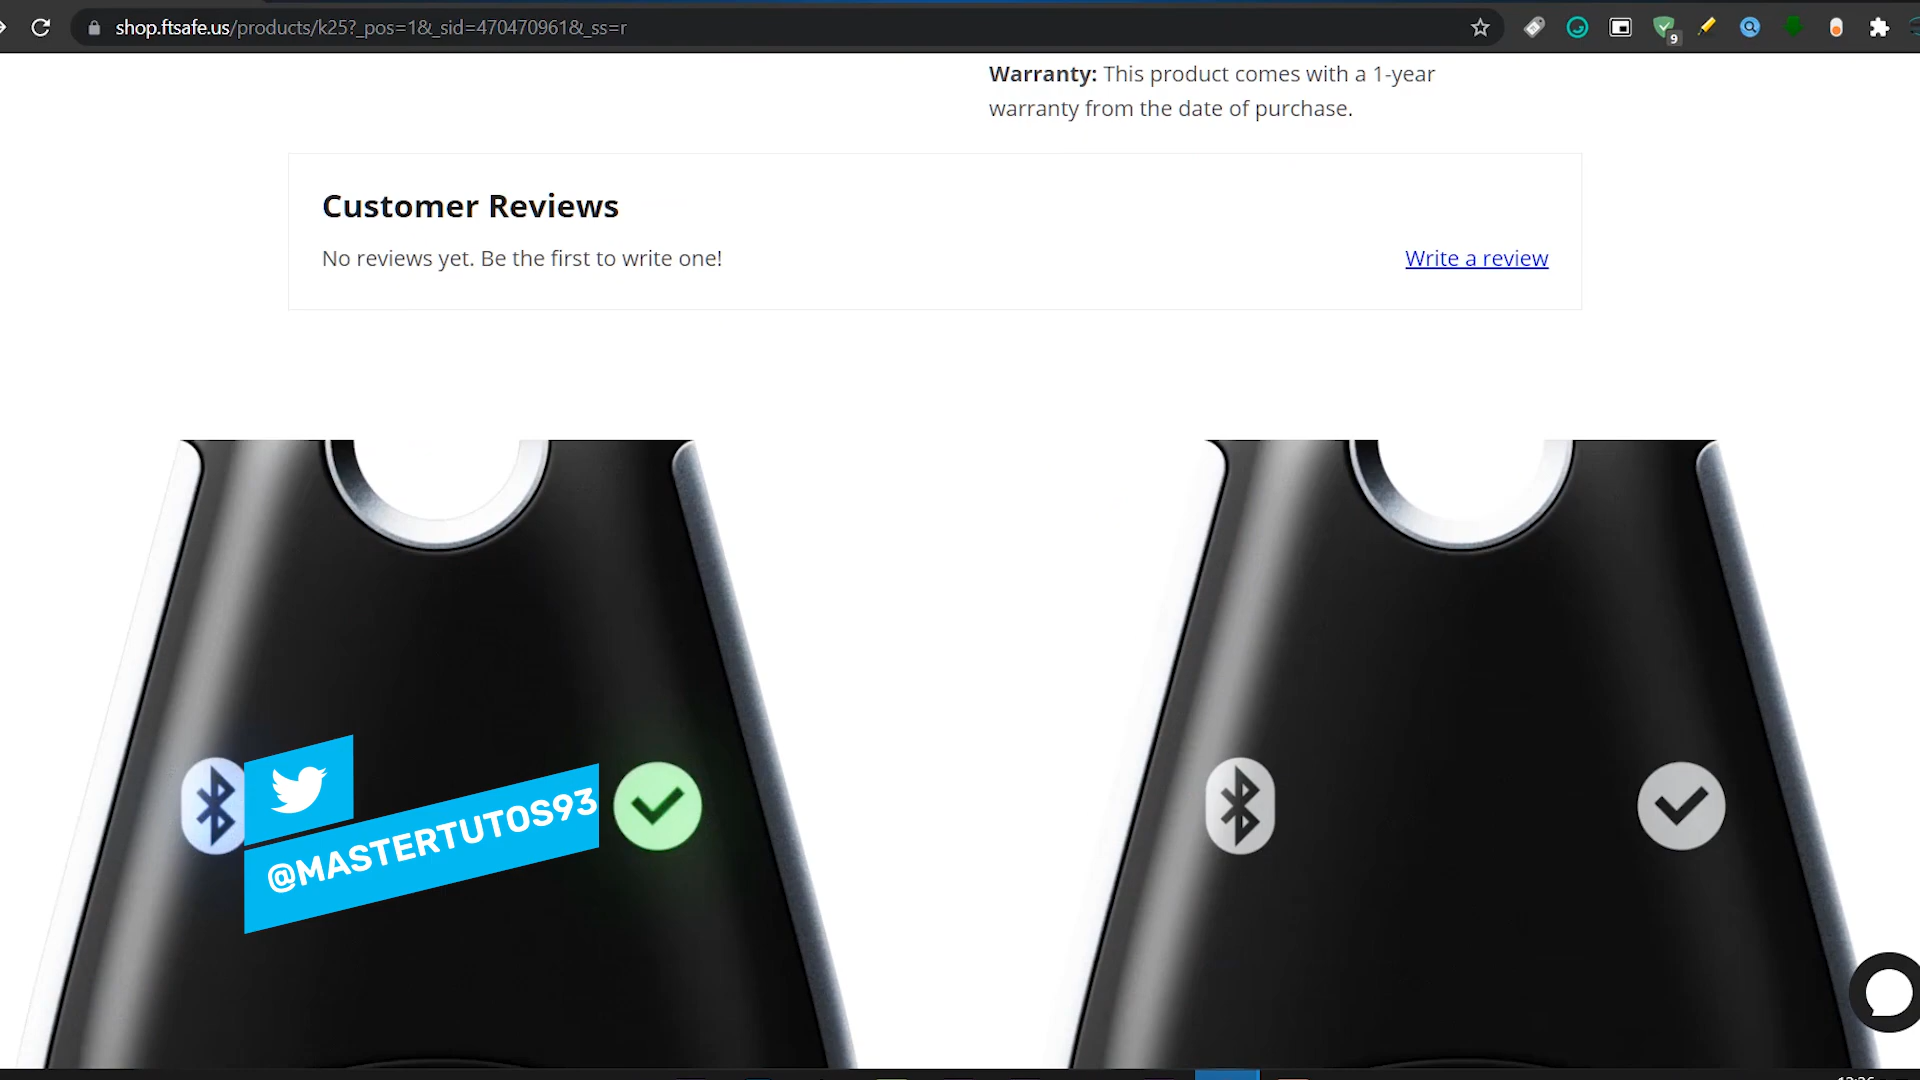 shop.ftsafe.us/products/k25?_pos=1&_sid=470470961&_ss=r
9
Warranty: This product comes with a 1-year
warranty from the date of purchase.
Customer Reviews
No reviews yet. Be the first to write one!
Write a review
@MASTERTUTOS93